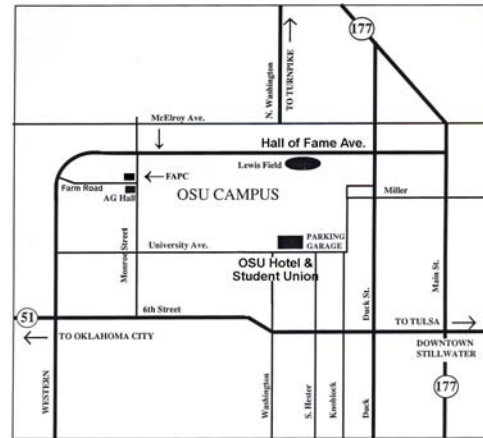 177
N. Washington
TO TURNPIKE
McElroy Ave.
Hall of Fame Ave.
Lewis Field
FAPC
Farm Road
AG Hall
OSU CAMPUS
Miller
Monroe Street
University Ave.
PARKING
GARAGE
OSU Hotel &
Student Union
Duck St.
Main St.
51
6th Street
TO OKLAHOMA CITY
TO TULSA
DOWNTOWN
STILLWATER
WESTERN
Washington
S. Hester
Knoblock
Duck
177